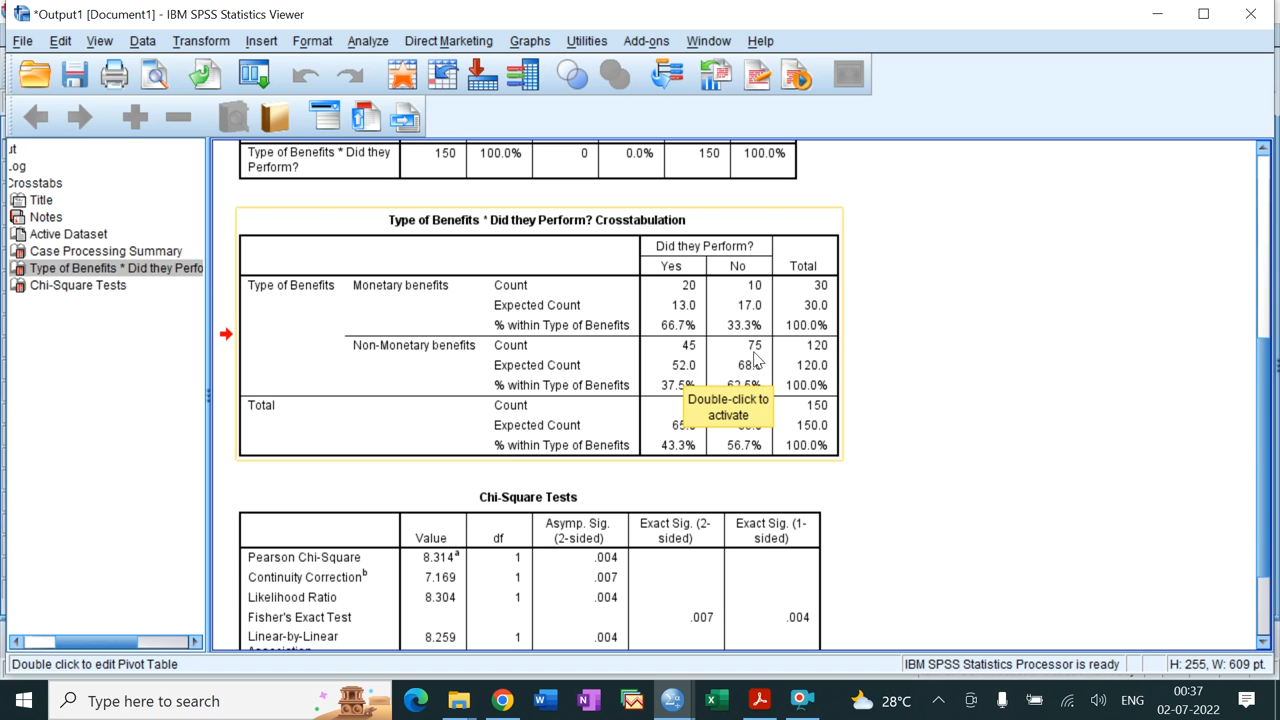 *Output1 [Document1] - IBM SPSS Statistics Viewer
File Edit View Data Transform Insert Format Analyze Direct Marketing Graphs Utilities Add-ons Window Help
ut
Log
Crosstabs
Title
Notes
Active Dataset
Case Processing Summary
Type of Benefits * Did they Perfo
Chi-Square Tests
Type of Benefits * Did they 150 100.0% 0 0.0% 150 100.0%
Perform?
Type of Benefits * Did they Perform? Crosstabulation
Did they Perform?
Yes No Total
Type of Benefits Monetary benefits Count 20 10 30
Expected Count 13.0 17.0 30.0
% within Type of Benefits 66.7% 33.3% 100.0%
Non-Monetary benefits Count 45 75 120
Expected Count 52.0 120.0
% within Type of Benefits 37.5% 62.5% 100.0%
Double-click to
activate
Total Count 150
Expected Count 150.0
% within Type of Benefits 43.3% 56.7% 100.0%
Chi-Square Tests
Asymp. Sig. Exact Sig. (2- Exact Sig. (1-
Value df (2-sided) sided) sided)
Pearson Chi-Square 8.314a 1 .004
Continuity Correctionb 7.169 1 .007
Likelihood Ratio 8.304 1 .004
Fisher's Exact Test .007 .004
Linear-by-Linear 8.259 1 .004
Double click to edit Pivot Table IBM SPSS Statistics Processor is ready H: 255, W: 609 pt.
Type here to search 28°C ENG 00:37
02-07-2022